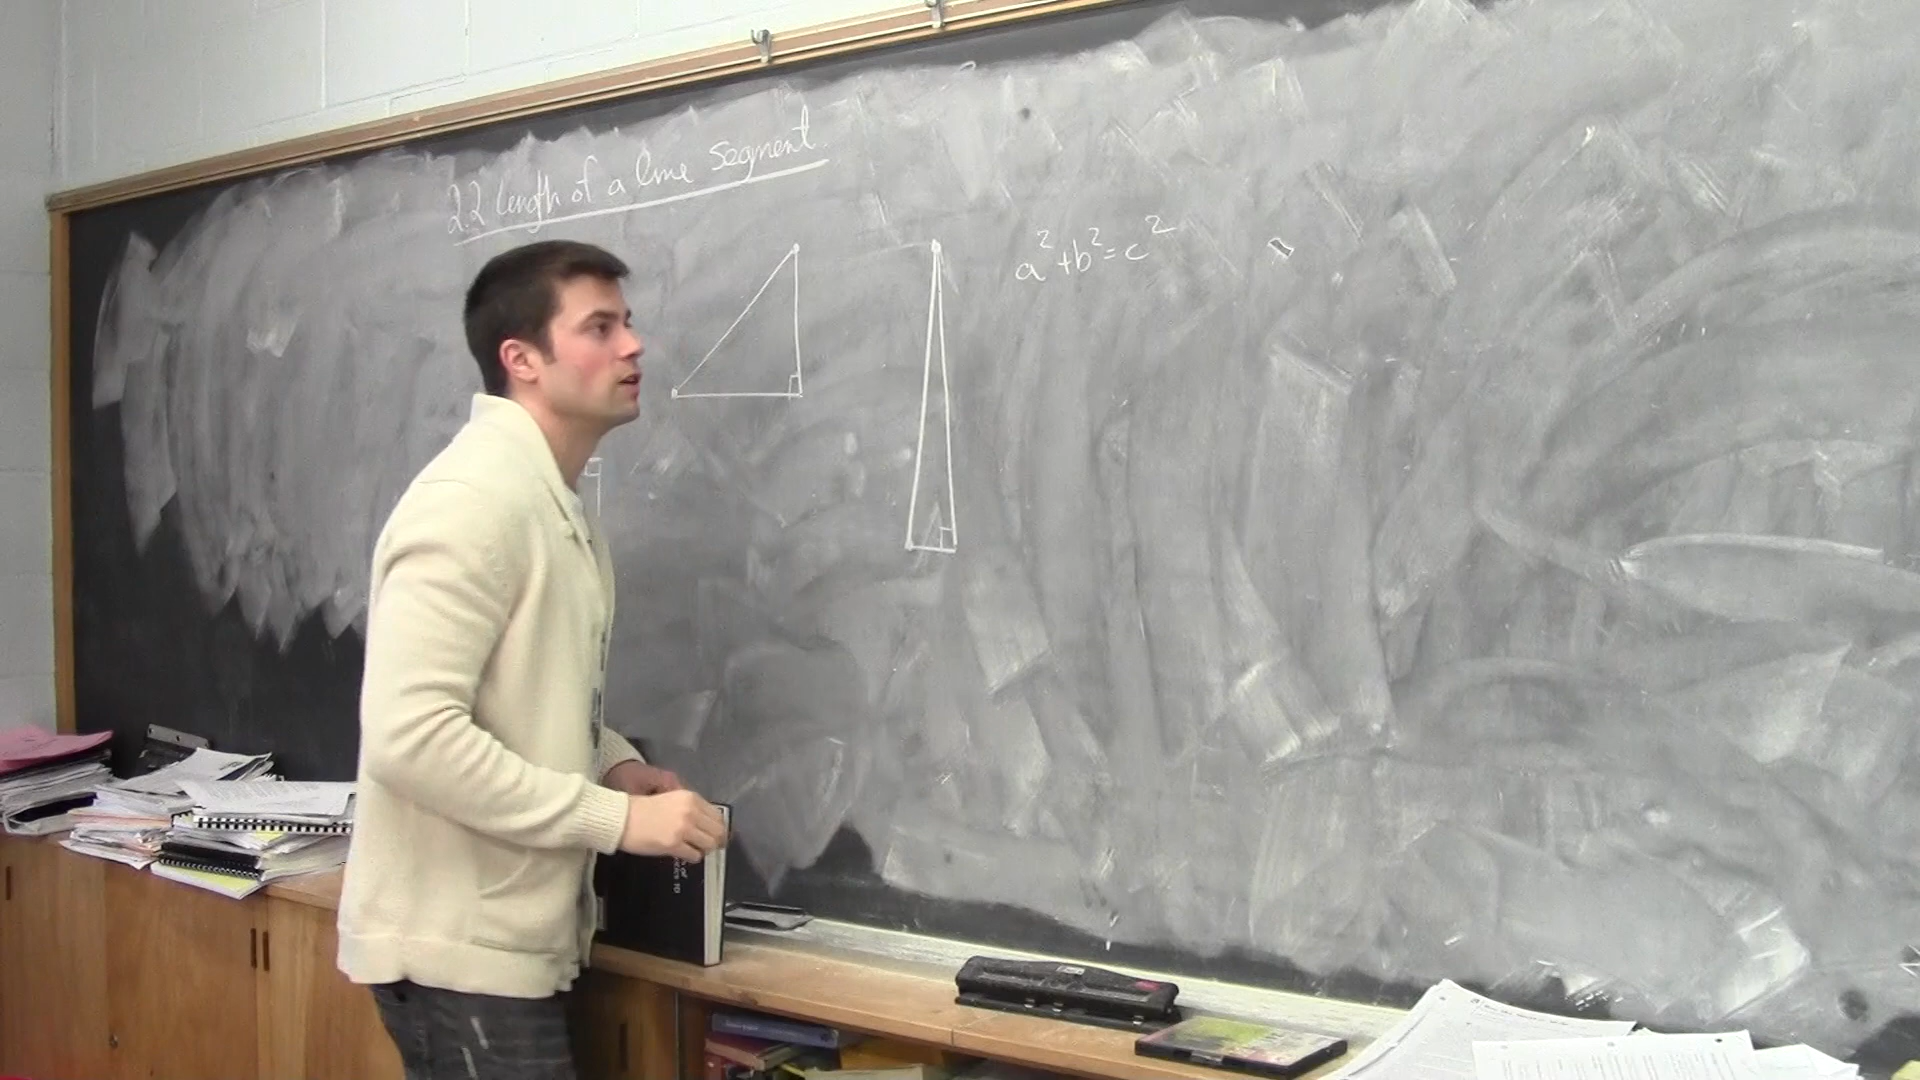 2.2 Length of a line segment.
a²+b²=c²